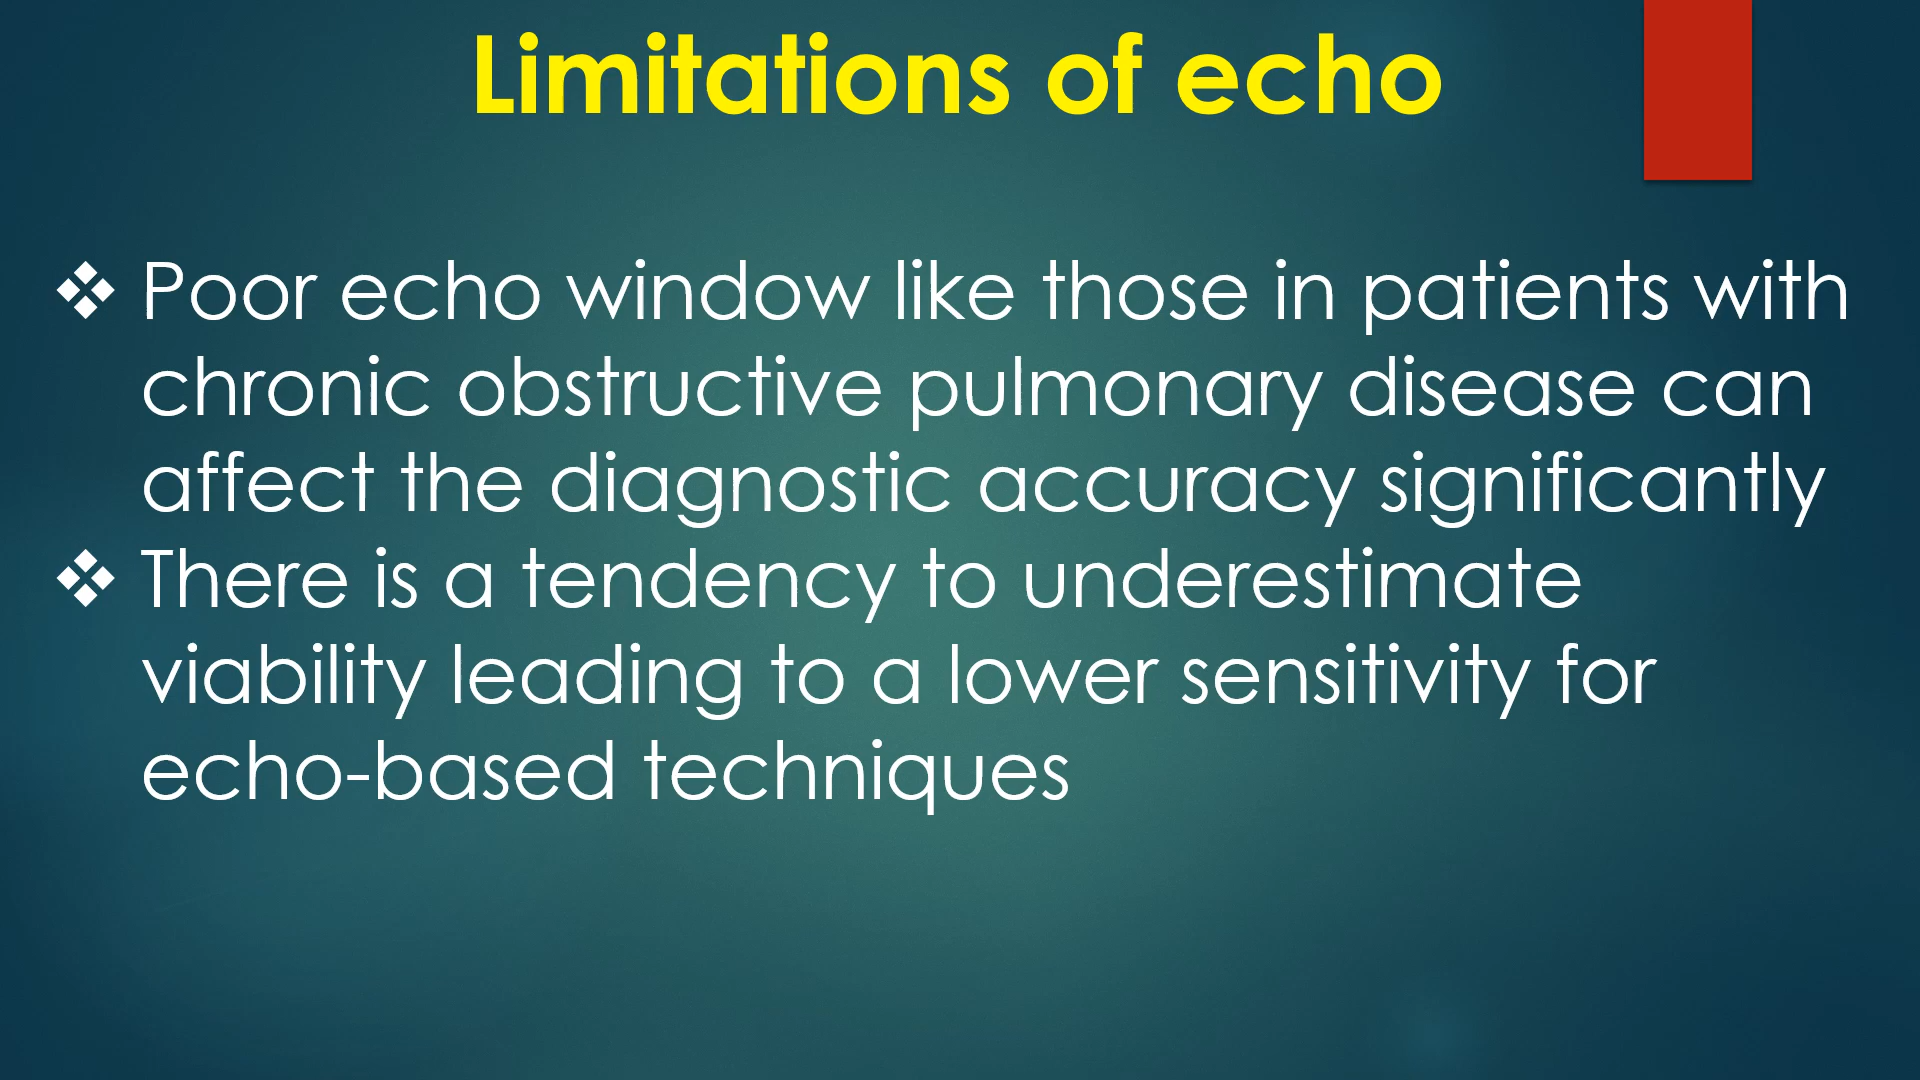 Limitations of echo
❖ Poor echo window like those in patients with
chronic obstructive pulmonary disease can
affect the diagnostic accuracy significantly
❖ There is a tendency to underestimate
viability leading to a lower sensitivity for
echo-based techniques